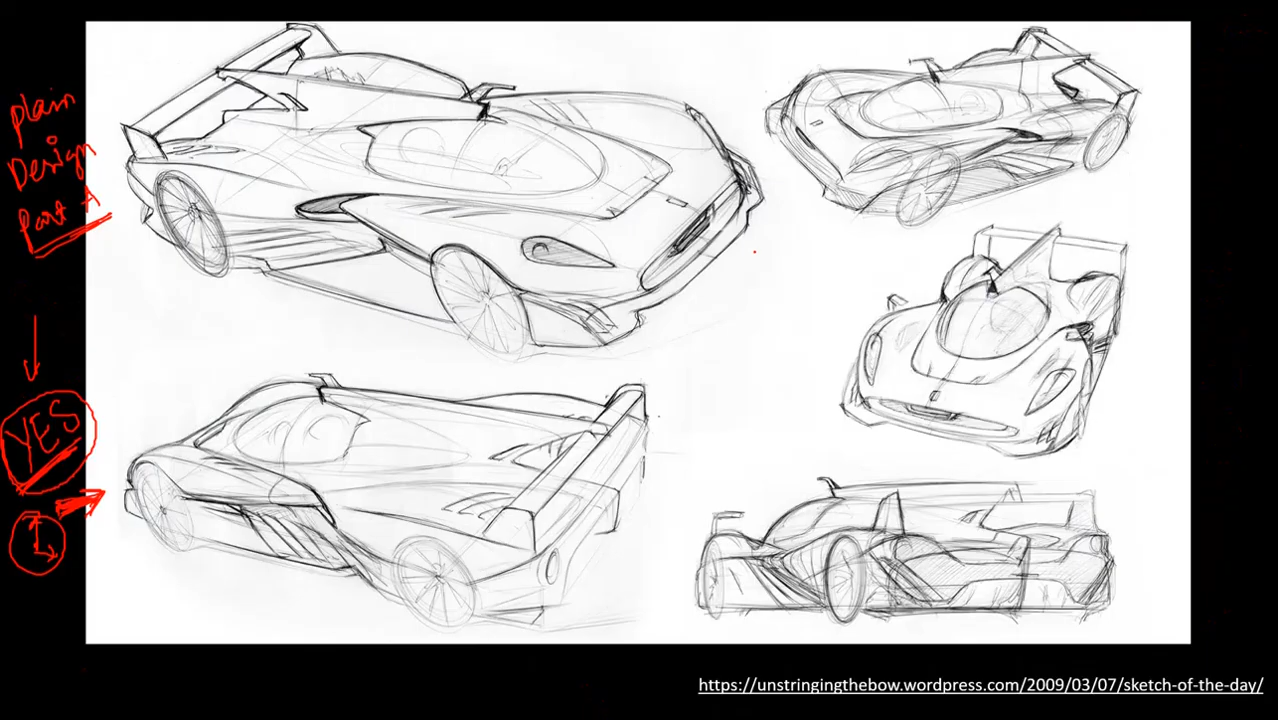 plain
Design
Part A
YES
1
https://unstringingthebow.wordpress.com/2009/03/07/sketch-of-the-day/